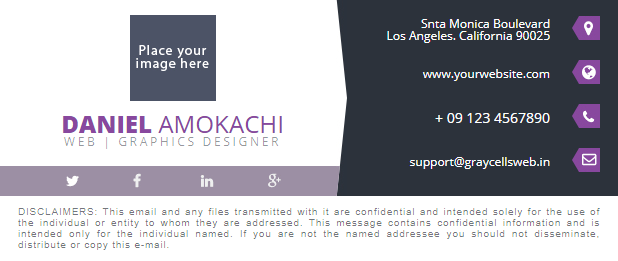 Place your
image here
DANIEL AMOKACHI
WEB | GRAPHICS DESIGNER
Snta Monica Boulevard
Los Angeles. California 90025
www.yourwebsite.com
+ 09 123 4567890
support@graycellsweb.in
DISCLAIMERS: This email and any files transmitted with it are confidential and intended solely for the use of
the individual or entity to whom they are addressed. This message contains confidential information and is
intended only for the individual named. If you are not the named addressee you should not disseminate,
distribute or copy this e-mail.